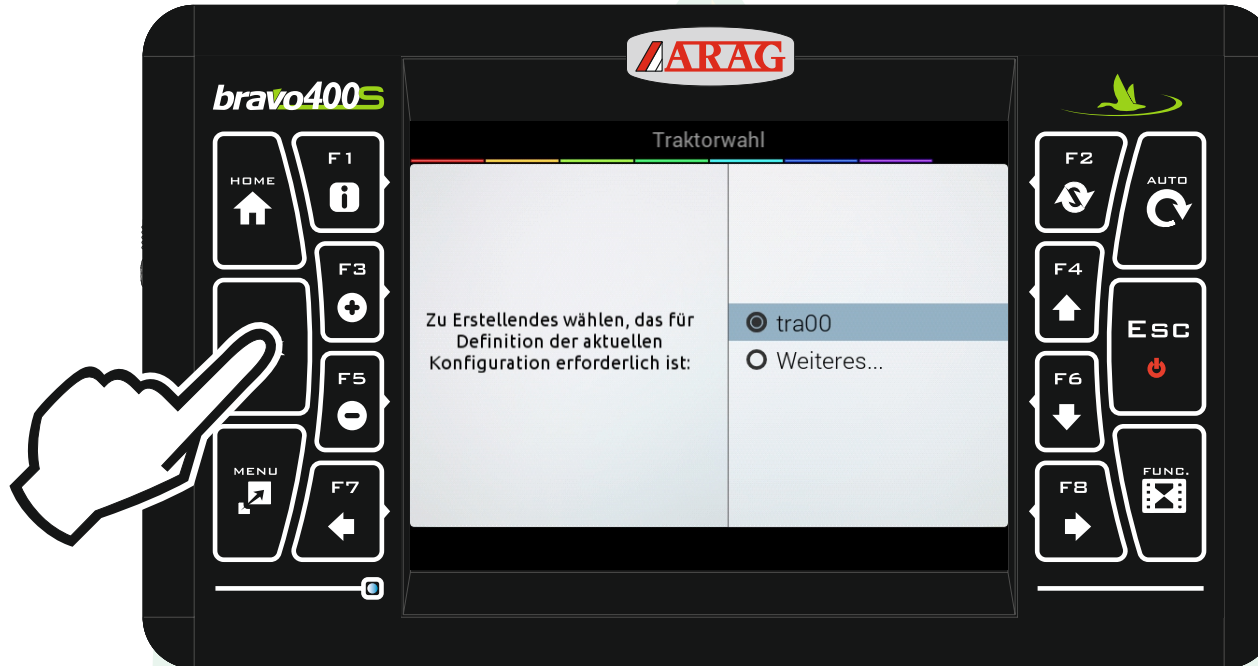 ARAG
bravo400S
Traktorwahl
HOME
F1
F3
F5
MENU
F7
Zu Erstellendes wählen, das für
Definition der aktuellen
Konfiguration erforderlich ist:
tra00
Weiteres...
F2
AUTO
F4
Esc
F6
FUNC.
F8